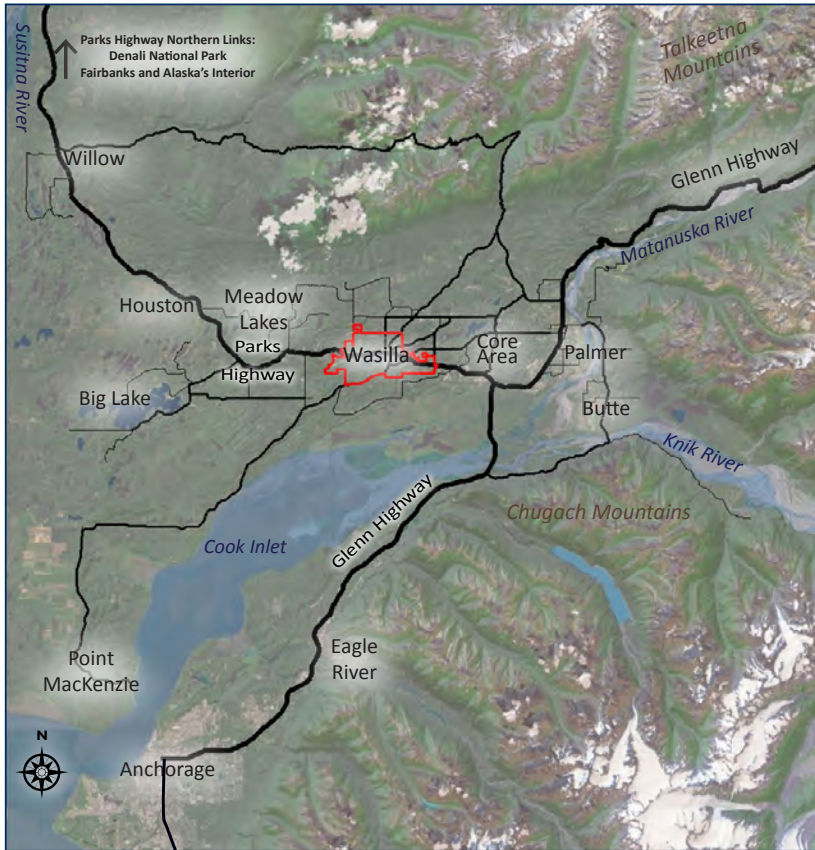 Susitna River
Parks Highway Northern Links:
Denali National Park
Fairbanks and Alaska's Interior
Talkeetna
Mountains
Willow
Glenn Highway
Matanuska River
Houston
Meadow
Lakes
Parks
Highway
Wasilla
Core
Area
Palmer
Big Lake
Butte
Knik River
Glenn Highway
Chugach Mountains
Cook Inlet
Eagle
River
Point
MacKenzie
N
Anchorage